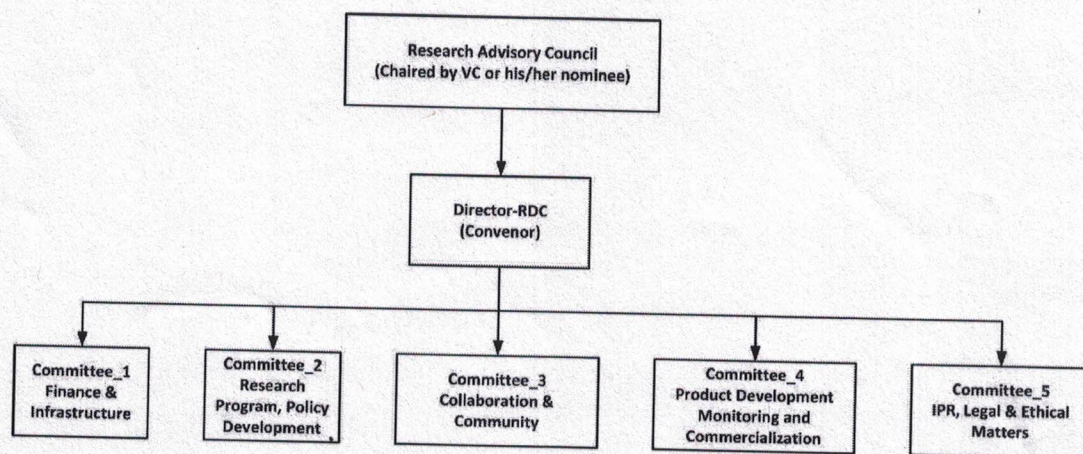 Research Advisory Council
(Chaired by VC or his/her nominee)
Director-RDC
(Convenor)
Committee_1
Finance &
Infrastructure
Committee_2
Research
Program, Policy
Development
Committee_3
Collaboration &
Community
Committee_4
Product Development
Monitoring and
Commercialization
Committee_5
IPR, Legal & Ethical
Matters